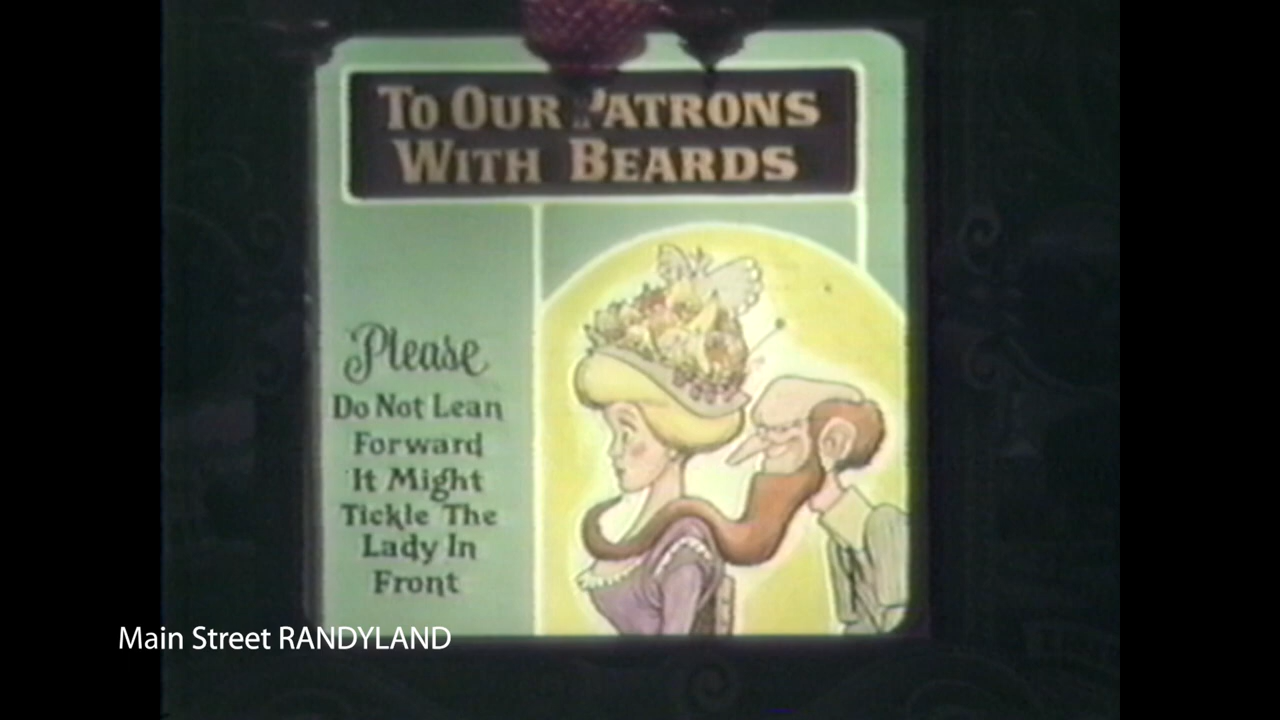 To Our Patrons
With Beards
Please
Do Not Lean
Forward
It Might
Tickle The
Lady In
Front
Main Street RANDYLAND